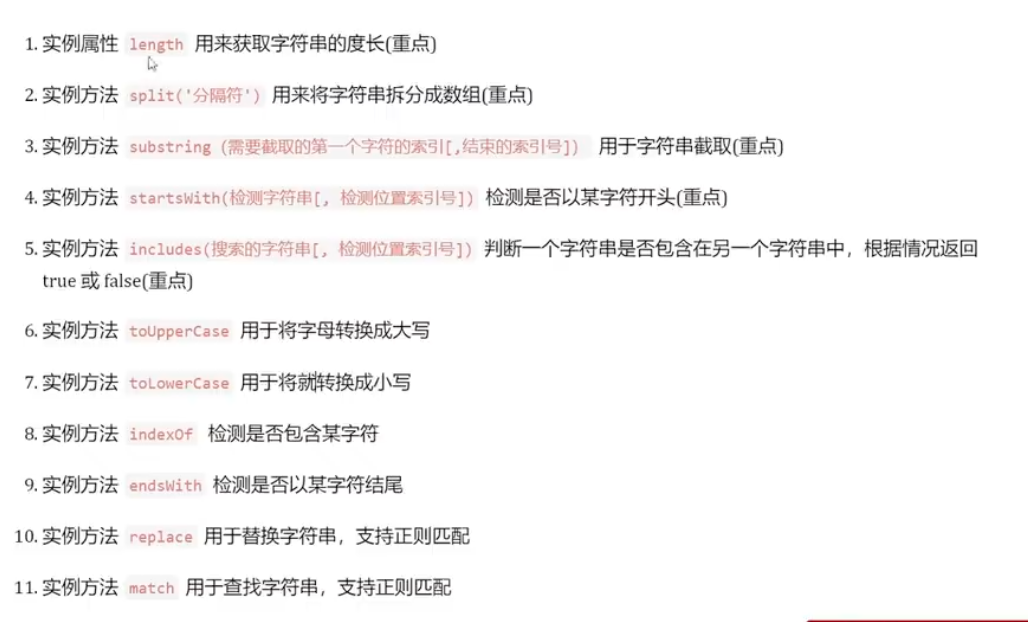 1. 实例属性 length 用来获取字符串的度长(重点)
2. 实例方法 split('分隔符') 用来将字符串拆分成数组(重点)
3. 实例方法 substring (需要截取的第一个字符的索引[,结束的索引号]) 用于字符串截取(重点)
4. 实例方法 startsWith(检测字符串[, 检测位置索引号]) 检测是否以某字符开头(重点)
5. 实例方法 includes(搜索的字符串[, 检测位置索引号]) 判断一个字符串是否包含在另一个字符串中，根据情况返回
true 或 false(重点)
6. 实例方法 toUpperCase 用于将字母转换成大写
7. 实例方法 toLowerCase 用于将就转换成小写
8. 实例方法 indexOf 检测是否包含某字符
9. 实例方法 endsWith 检测是否以某字符结尾
10. 实例方法 replace 用于替换字符串，支持正则匹配
11. 实例方法 match 用于查找字符串，支持正则匹配